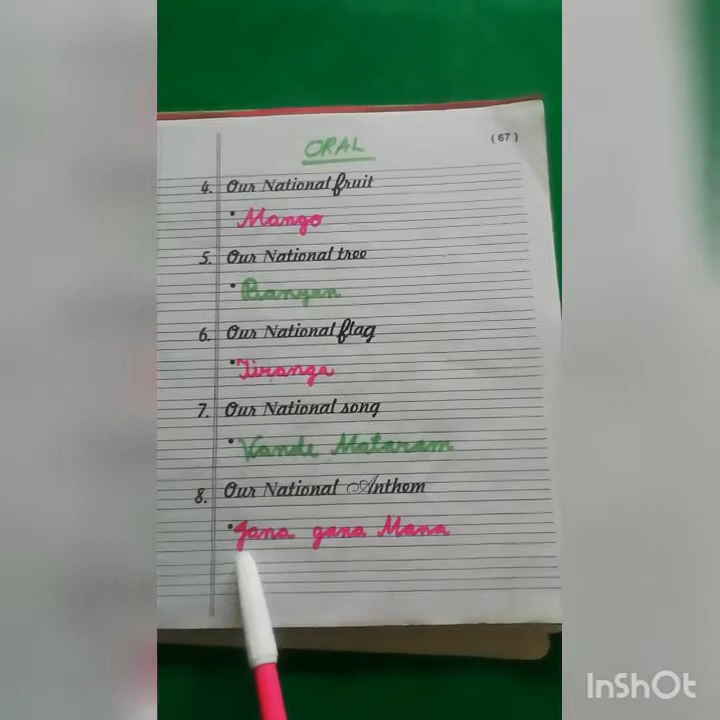 ORAL
( 67 )
4. Our National fruit
• Mango
5. Our National tree
• Banyan
6. Our National flag
• Tiranga
7. Our National song
• Vande Mataram
8. Our National Anthem
• Jana gana Mana
InShOt